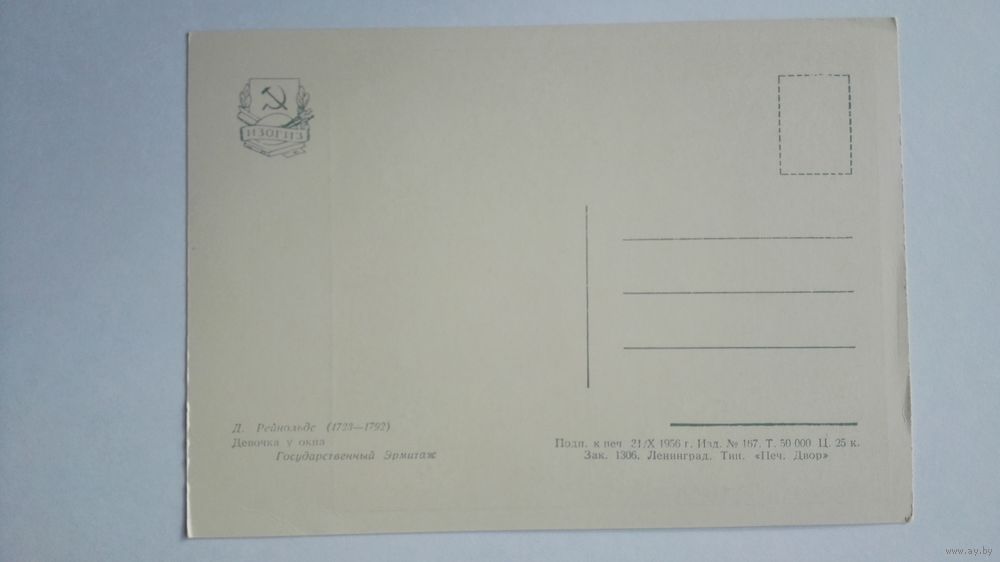 ИЗОГИЗ
Д. Рейнольдс (1723—1792)
Девочка у окна
Государственный Эрмитаж
Подп. к печ 21/X 1956 г. Изд. № 167. Т. 50 000 Ц. 25 к.
Зак. 1306. Ленинград. Тип. «Печ. Двор»
www.ay.by